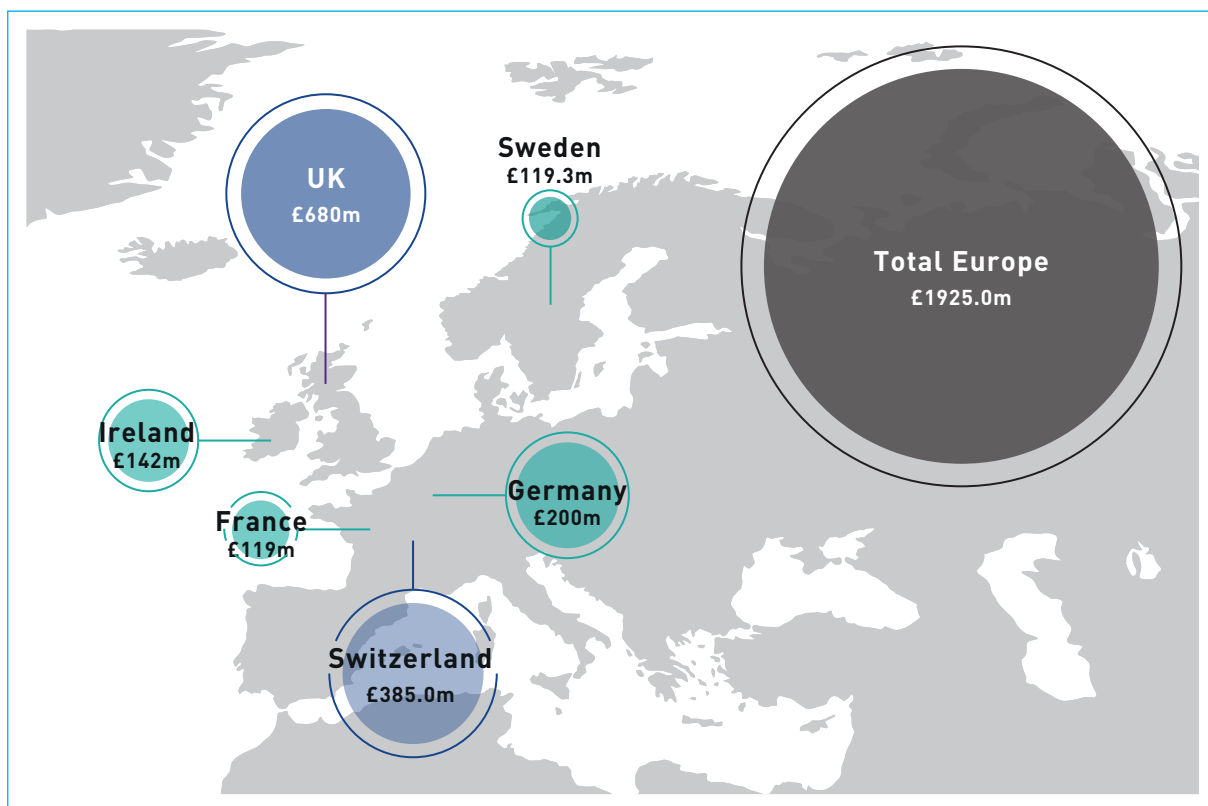 Sweden
£119.3m
UK
£680m
Total Europe
£1925.0m
Ireland
£142m
Germany
£200m
France
£119m
Switzerland
£385.0m